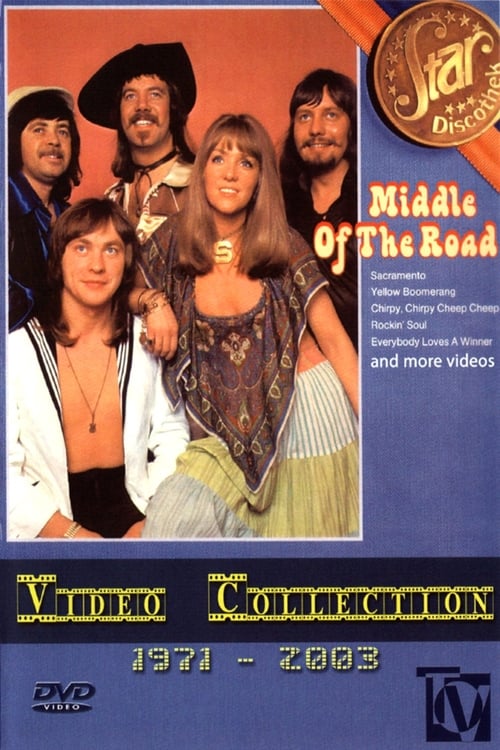 Star
Discothek
Middle
Of The Road
Sacramento
Yellow Boomerang
Chirpy, Chirpy Cheep Cheep
Rockin' Soul
Everybody Loves A Winner
and more videos
S
Video Collection
1971 - 2003
DVD
VIDEO
TV